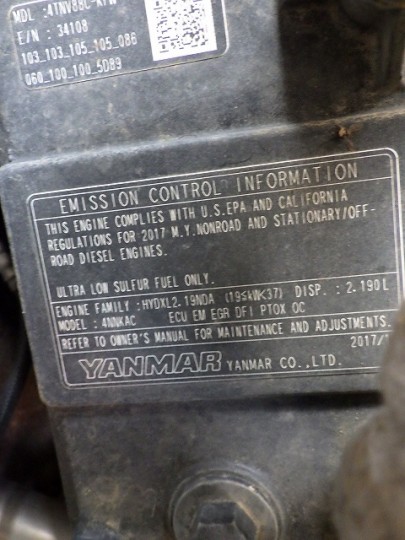 MDL : 4TNV88C-
E/N : 34108
103_103_105_105_086
060_100_100_5D89
EMISSION CONTROL INFORMATION
THIS ENGINE COMPLIES WITH U.S.EPA AND CALIFORNIA
REGULATIONS FOR 2017 M.Y.NONROAD AND STATIONARY/OFF-
ROAD DIESEL ENGINES.
ULTRA LOW SULFUR FUEL ONLY.
ENGINE FAMILY : HYDXL2.19NDA (19≤kW<37) DISP. : 2.190L
MODEL : 4NNKAC ECU EM EGR DFI PTOX OC
REFER TO OWNER'S MANUAL FOR MAINTENANCE AND ADJUSTMENTS.
2017/
YANMAR YANMAR CO.,LTD.